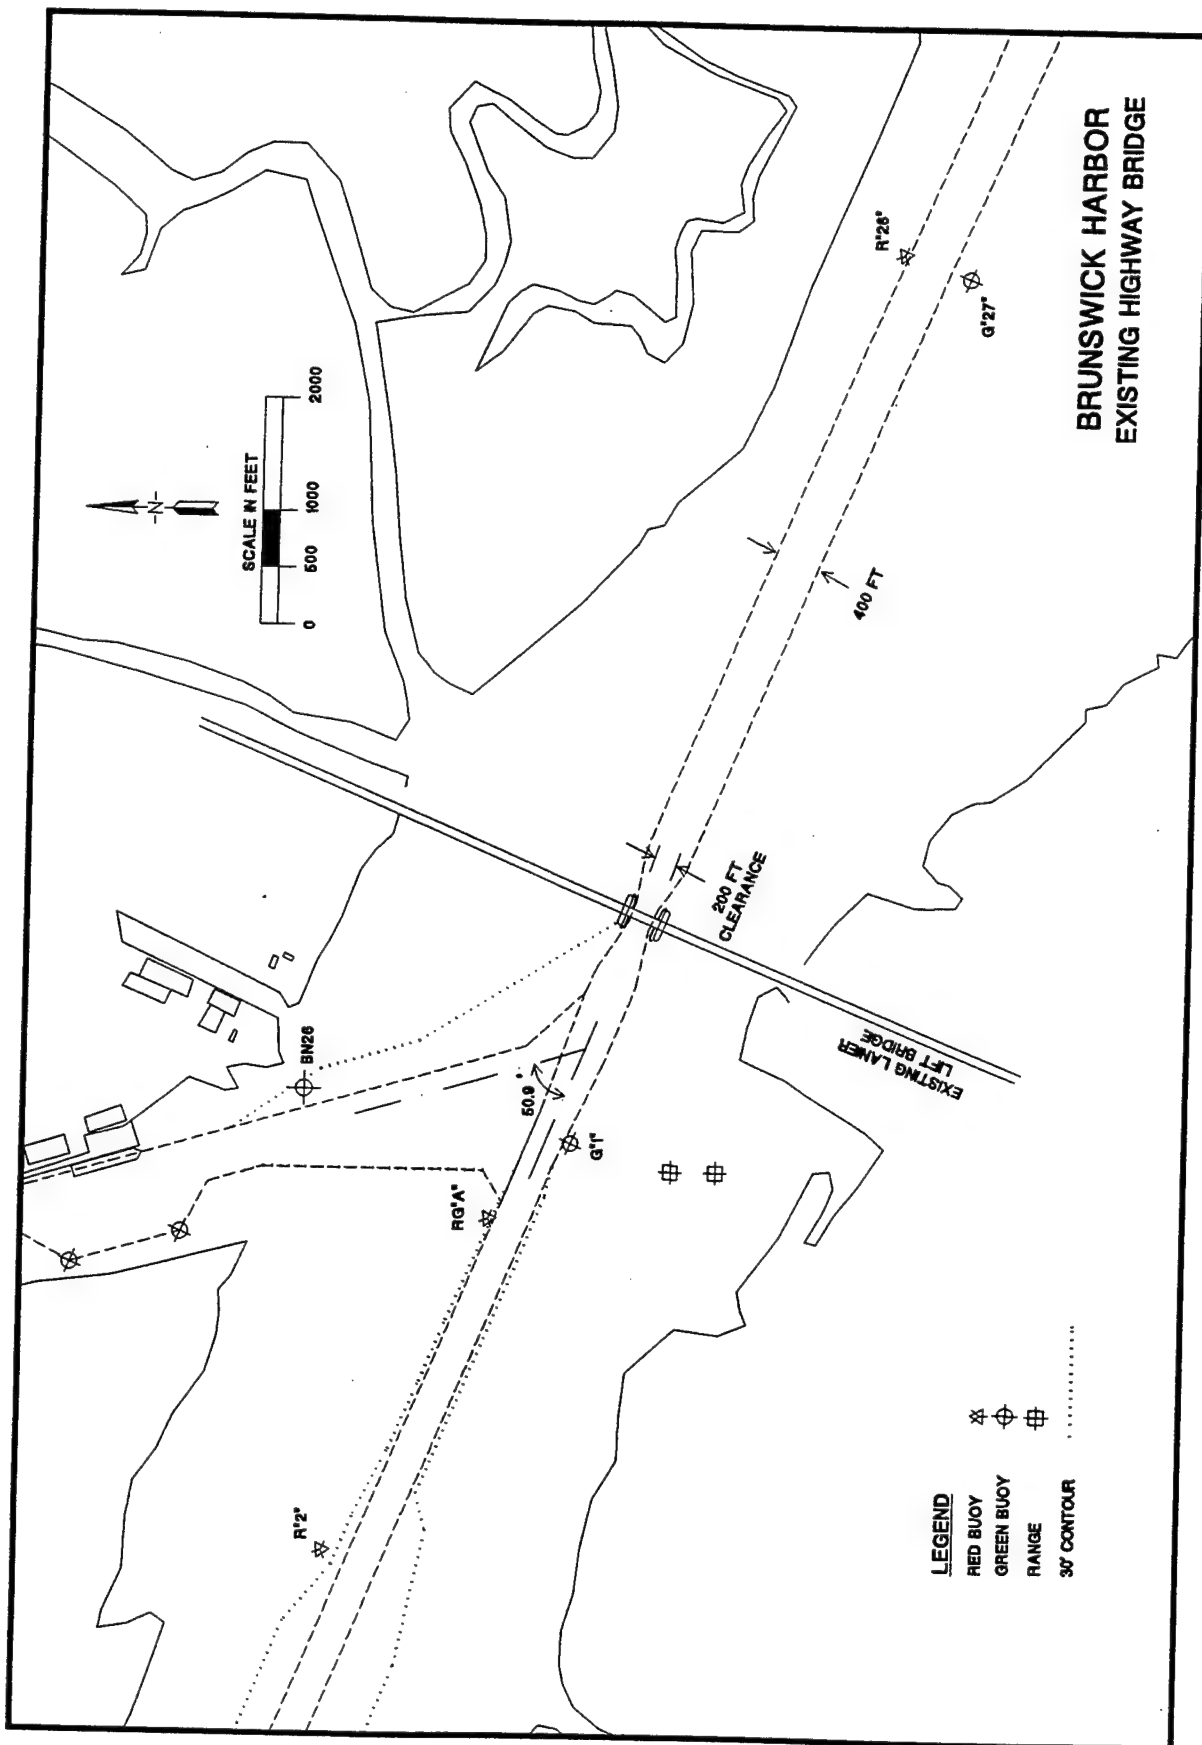 BRUNSWICK HARBOR
EXISTING HIGHWAY BRIDGE
-N-
SCALE IN FEET
0 500 1000 2000
R"2"
RG"A"
BN26
50.9°
G"1"
200 FT
CLEARANCE
400 FT
R"26"
G"27"
EXISTING LANIER
LIFT BRIDGE
LEGEND
RED BUOY
GREEN BUOY
RANGE
30' CONTOUR